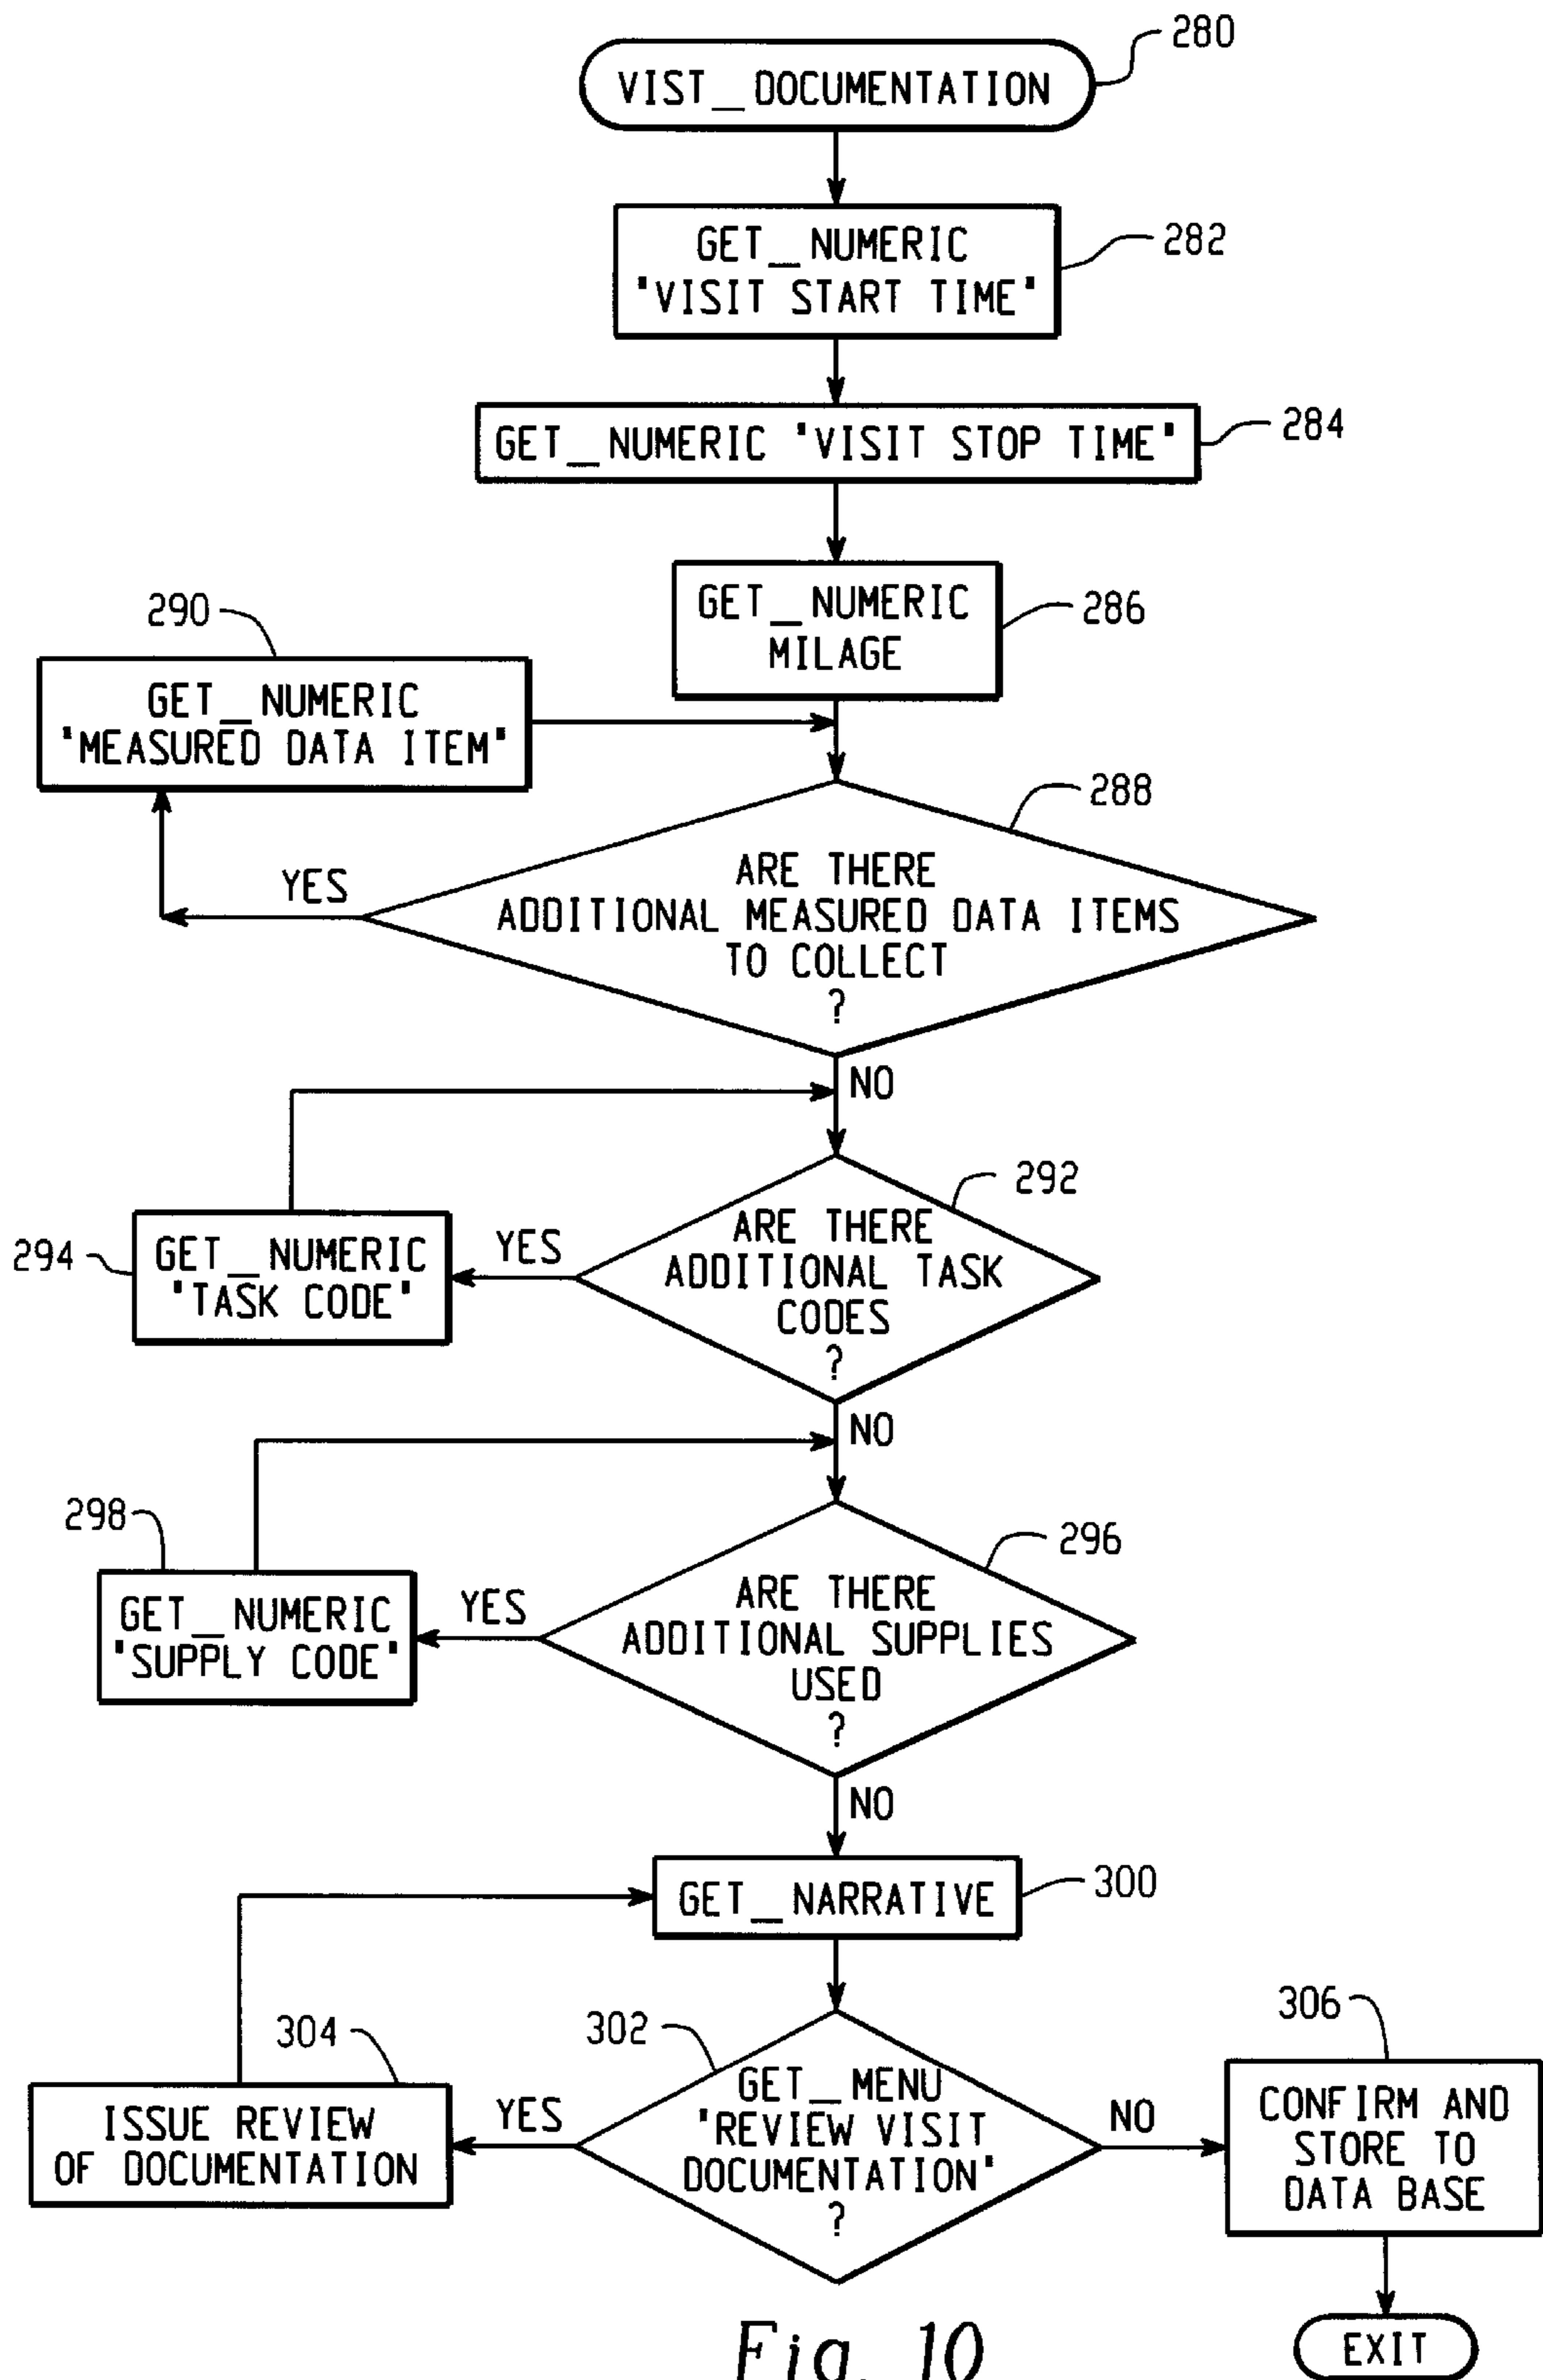 280
VIST_DOCUMENTATION
GET_NUMERIC
'VISIT START TIME'
282
GET_NUMERIC 'VISIT STOP TIME'
284
GET_NUMERIC
MILAGE
286
290
GET_NUMERIC
'MEASURED DATA ITEM'
288
ARE THERE
ADDITIONAL MEASURED DATA ITEMS
TO COLLECT
?
YES
NO
292
ARE THERE
ADDITIONAL TASK
CODES
?
YES
294
GET_NUMERIC
'TASK CODE'
NO
296
ARE THERE
ADDITIONAL SUPPLIES
USED
?
YES
298
GET_NUMERIC
'SUPPLY CODE'
NO
GET_NARRATIVE
300
302
GET_MENU
'REVIEW VISIT
DOCUMENTATION'
?
YES
304
ISSUE REVIEW
OF DOCUMENTATION
NO
306
CONFIRM AND
STORE TO
DATA BASE
EXIT
Fig. 10